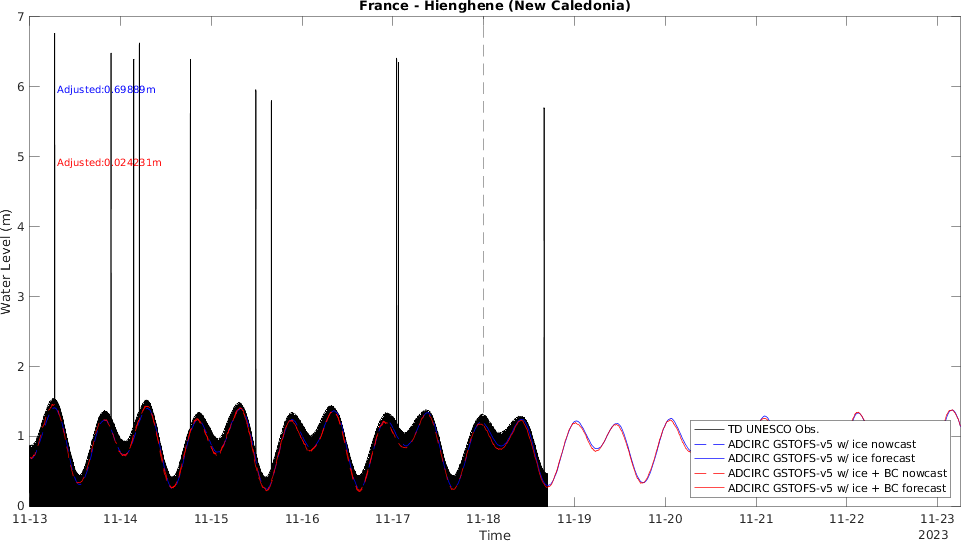 France - Hienghene (New Caledonia)
7
6
5
4
3
2
1
0
Water Level (m)
Adjusted:0.69889m
Adjusted:0.024231m
TD UNESCO Obs.
ADCIRC GSTOFS-v5 w/ ice nowcast
ADCIRC GSTOFS-v5 w/ ice forecast
ADCIRC GSTOFS-v5 w/ ice + BC nowcast
ADCIRC GSTOFS-v5 w/ ice + BC forecast
11-13 11-14 11-15 11-16 11-17 11-18 11-19 11-20 11-21 11-22 11-23
Time
2023